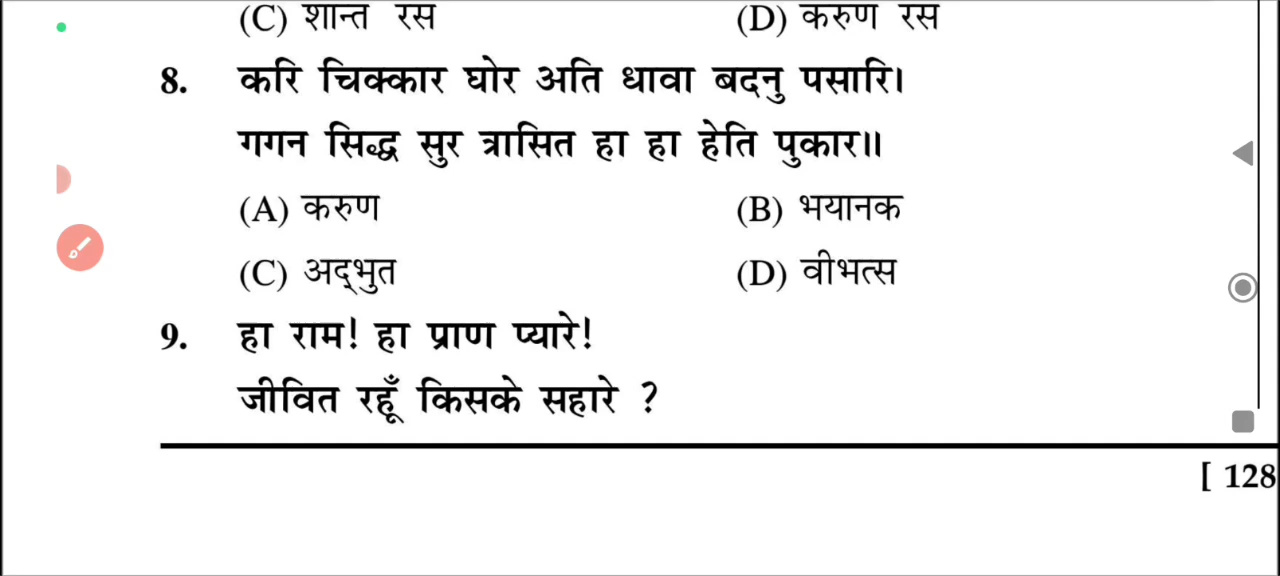 (C) शान्त रस (D) करुण रस
8. करि चिक्कार घोर अति धावा बदनु पसारि।
गगन सिद्ध सुर त्रासित हा हा हेति पुकार॥
(A) करुण (B) भयानक
(C) अद्‌भुत (D) वीभत्स
9. हा राम! हा प्राण प्यारे!
जीवित रहूँ किसके सहारे ?
[ 128